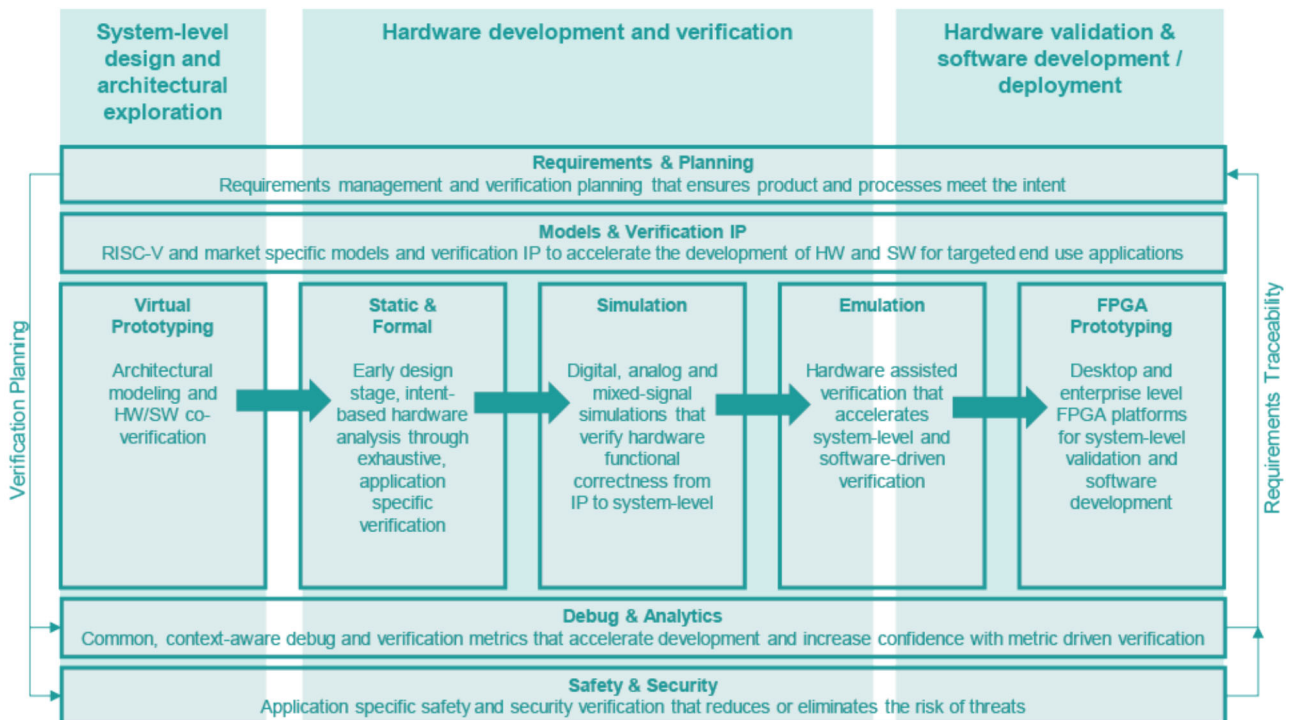 System-level
design and
architectural
exploration
Hardware development and verification
Hardware validation &
software development /
deployment
Requirements & Planning
Requirements management and verification planning that ensures product and processes meet the intent
Models & Verification IP
RISC-V and market specific models and verification IP to accelerate the development of HW and SW for targeted end use applications
Verification Planning
Virtual
Prototyping
Architectural
modeling and
HW/SW co-
verification
Static &
Formal
Early design
stage, intent-
based hardware
analysis through
exhaustive,
application
specific
verification
Simulation
Digital, analog and
mixed-signal
simulations that
verify hardware
functional
correctness from
IP to system-level
Emulation
Hardware assisted
verification that
accelerates
system-level and
software-driven
verification
FPGA
Prototyping
Desktop and
enterprise level
FPGA platforms
for system-level
validation and
software
development
Requirements Traceability
Debug & Analytics
Common, context-aware debug and verification metrics that accelerate development and increase confidence with metric driven verification
Safety & Security
Application specific safety and security verification that reduces or eliminates the risk of threats